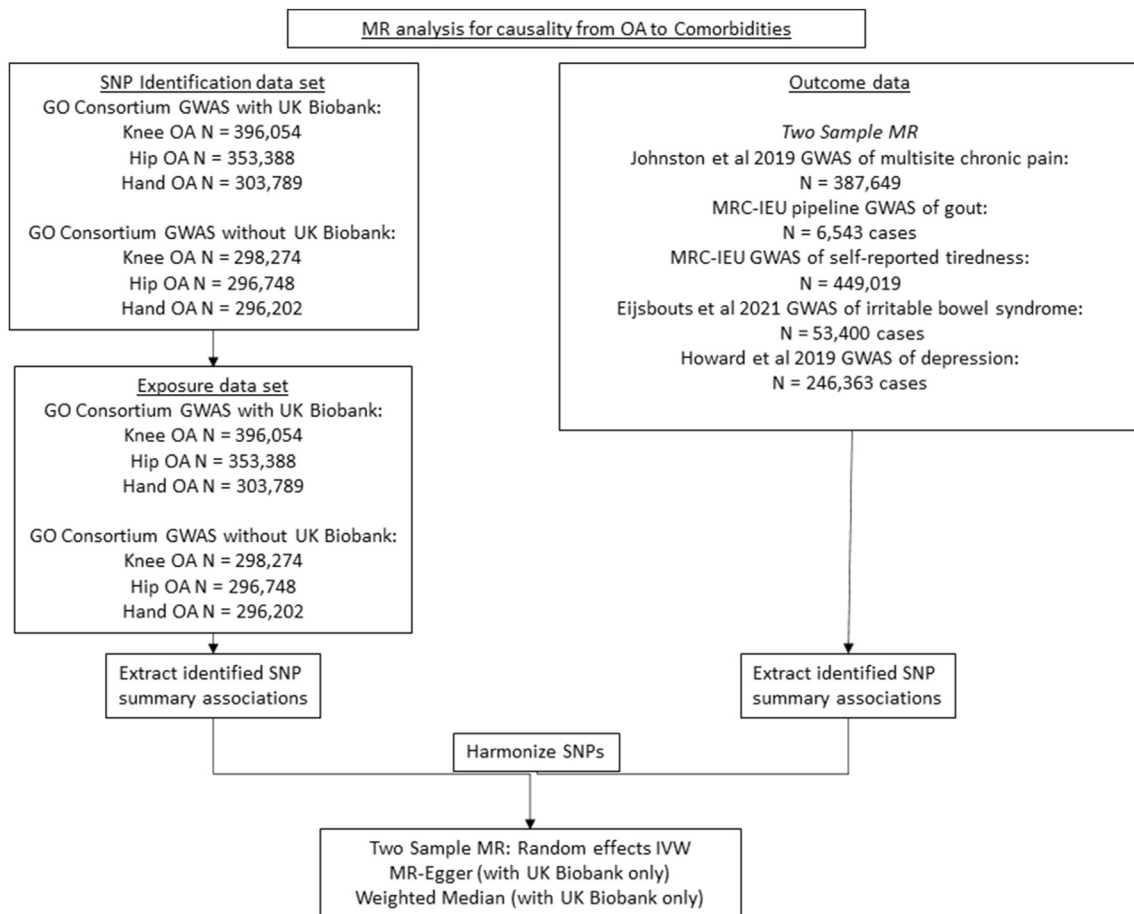 MR analysis for causality from OA to Comorbidities
SNP Identification data set
GO Consortium GWAS with UK Biobank:
Knee OA N = 396,054
Hip OA N = 353,388
Hand OA N = 303,789
GO Consortium GWAS without UK Biobank:
Knee OA N = 298,274
Hip OA N = 296,748
Hand OA N = 296,202
Exposure data set
GO Consortium GWAS with UK Biobank:
Knee OA N = 396,054
Hip OA N = 353,388
Hand OA N = 303,789
GO Consortium GWAS without UK Biobank:
Knee OA N = 298,274
Hip OA N = 296,748
Hand OA N = 296,202
Extract identified SNP
summary associations
Outcome data
Two Sample MR
Johnston et al 2019 GWAS of multisite chronic pain:
N = 387,649
MRC-IEU pipeline GWAS of gout:
N = 6,543 cases
MRC-IEU GWAS of self-reported tiredness:
N = 449,019
Eijsbouts et al 2021 GWAS of irritable bowel syndrome:
N = 53,400 cases
Howard et al 2019 GWAS of depression:
N = 246,363 cases
Extract identified SNP
summary associations
Harmonize SNPs
Two Sample MR: Random effects IVW
MR-Egger (with UK Biobank only)
Weighted Median (with UK Biobank only)